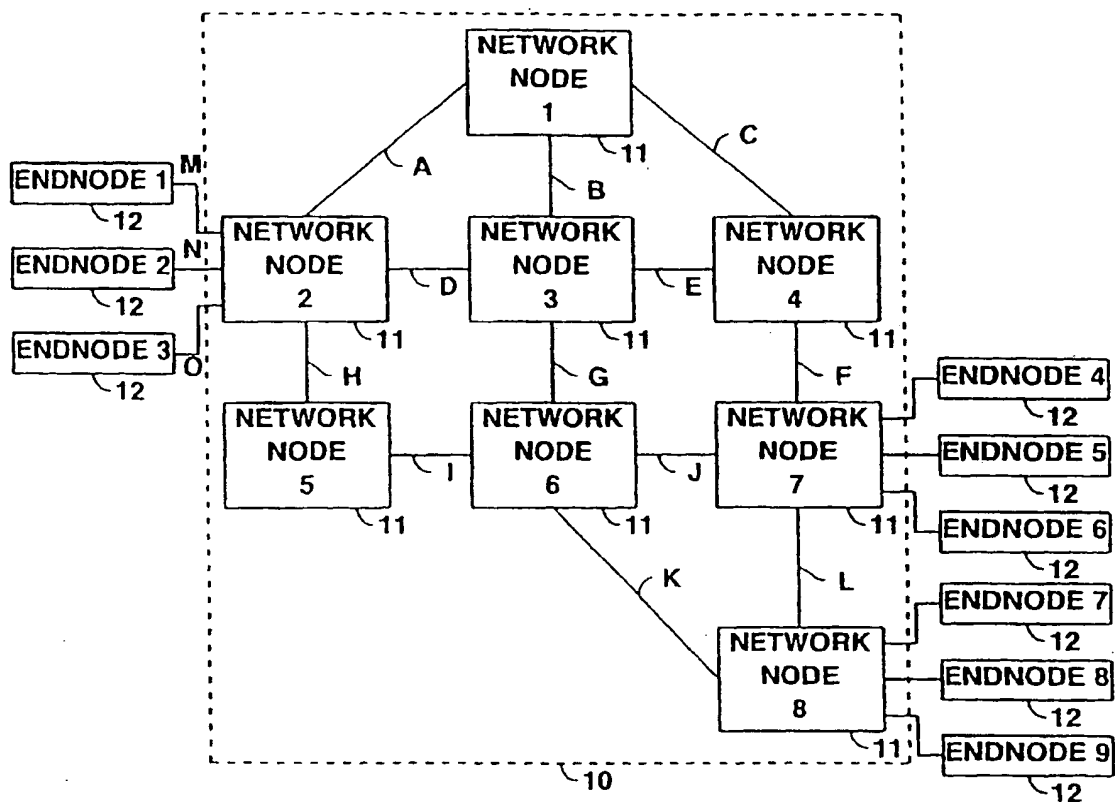 NETWORK
NODE
1
11
A
B
C
M
ENDNODE 1
12
N
ENDNODE 2
12
ENDNODE 3
O
12
NETWORK
NODE
2
11
D
NETWORK
NODE
3
11
E
NETWORK
NODE
4
11
H
G
F
NETWORK
NODE
5
11
I
NETWORK
NODE
6
11
J
NETWORK
NODE
7
11
ENDNODE 4
12
ENDNODE 5
12
ENDNODE 6
12
K
L
NETWORK
NODE
8
11
ENDNODE 7
12
ENDNODE 8
12
ENDNODE 9
12
10